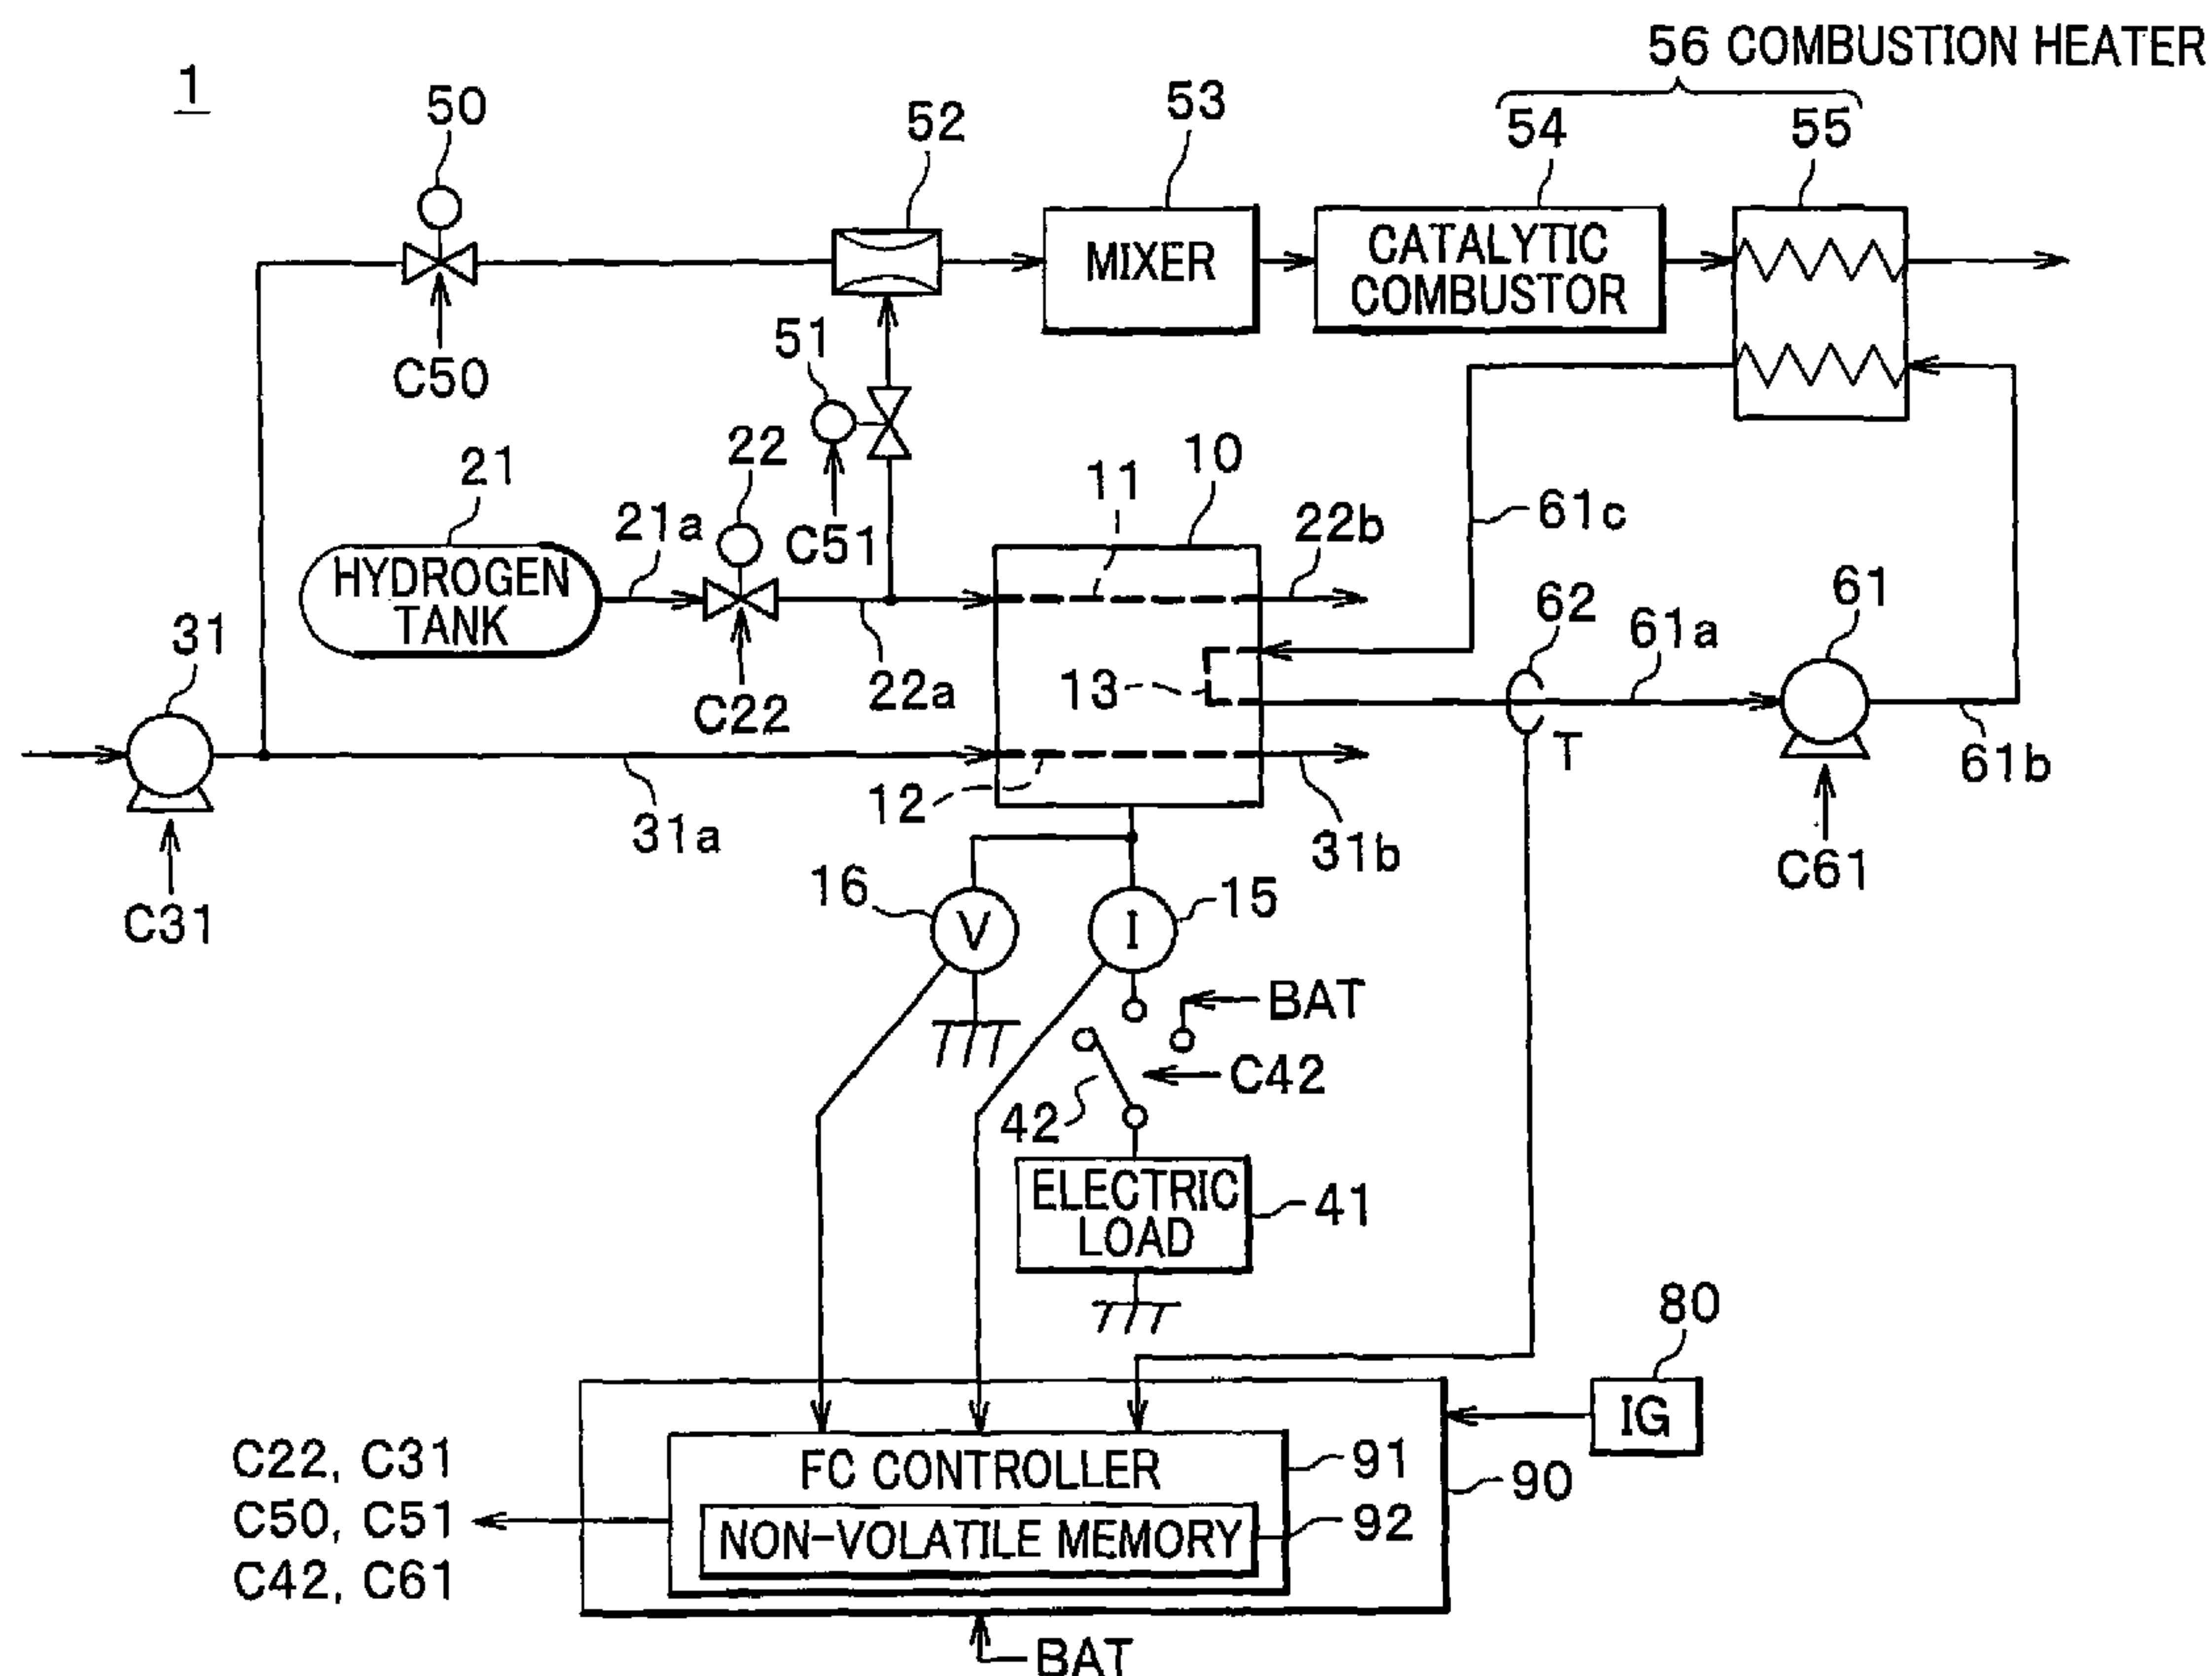 56 COMBUSTION HEATER
1
50
52
53
54
55
MIXER
CATALYTIC
COMBUSTOR
51
C50
21
22
10
11
21a
C51
22b
61c
HYDROGEN
TANK
62
61a
61
31
C22
22a
13
T
61b
12
31a
31b
C61
C31
16
15
V
I
BAT
C42
42
ELECTRIC
LOAD
41
80
IG
C22, C31
C50, C51
C42, C61
FC CONTROLLER
91
90
NON-VOLATILE MEMORY
92
BAT